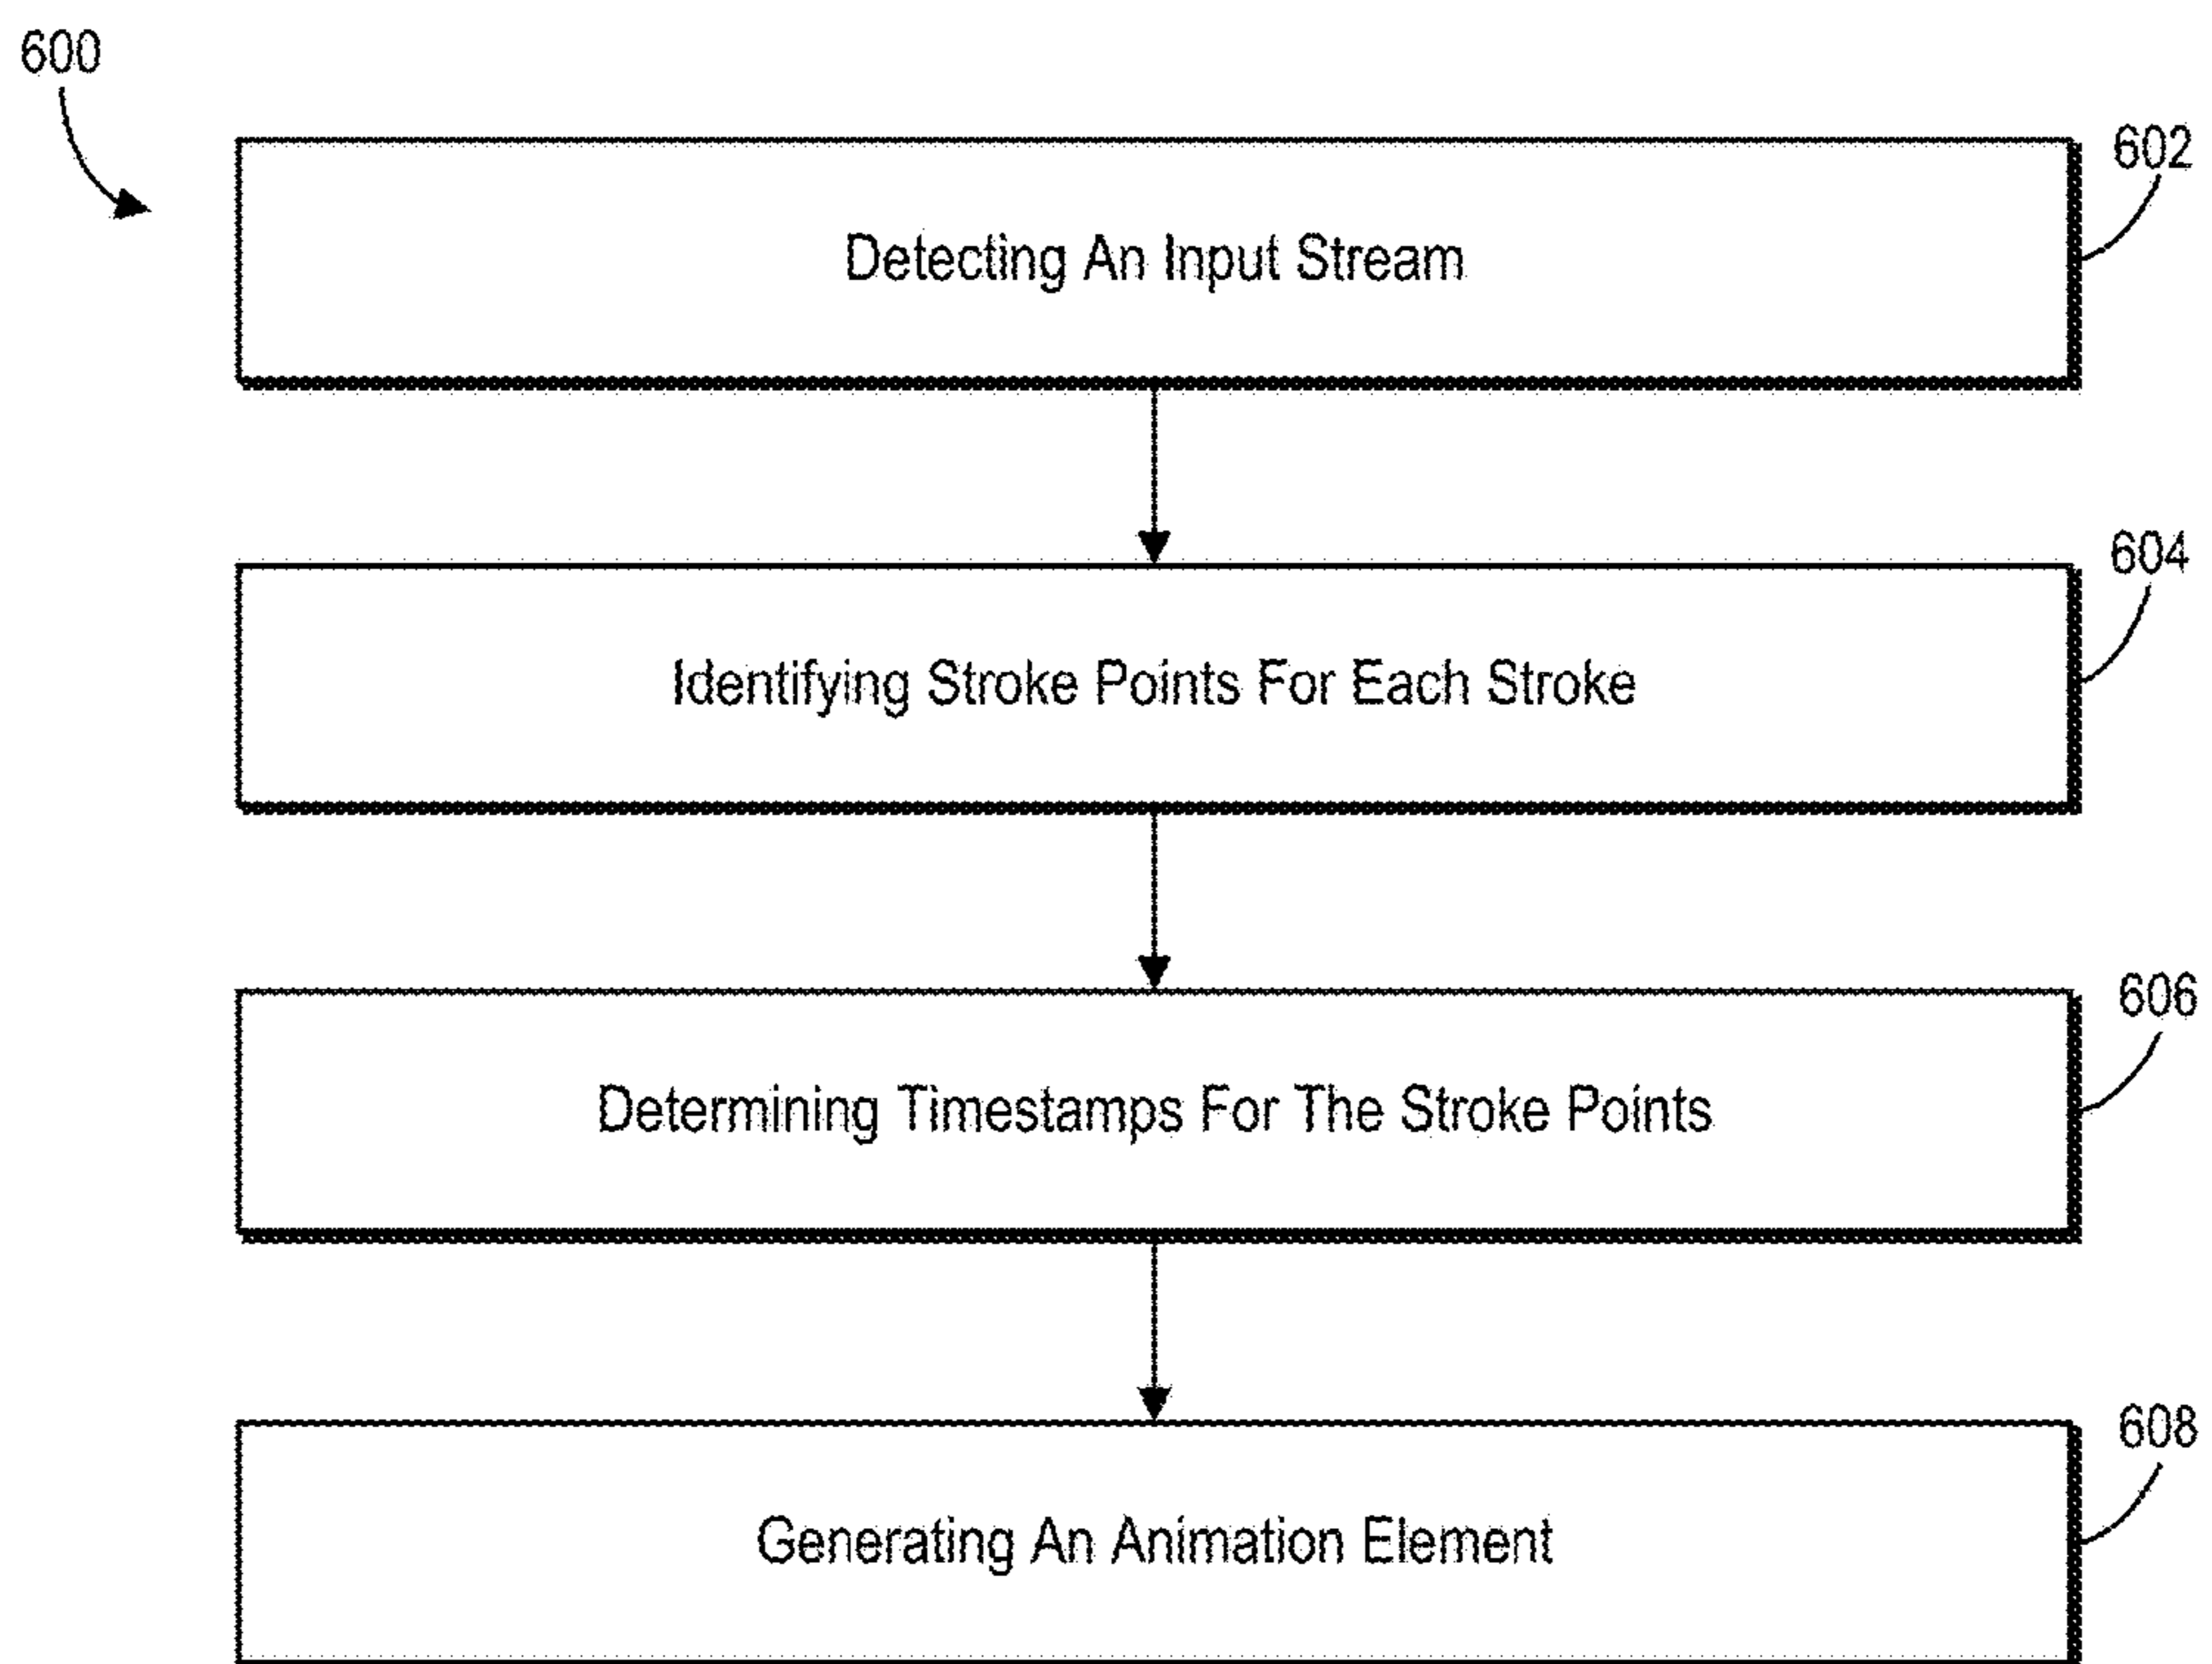 600
602
Detecting An Input Stream
604
Identifying Stroke Points For Each Stroke
606
Determining Timestamps For The Stroke Points
608
Generating An Animation Element